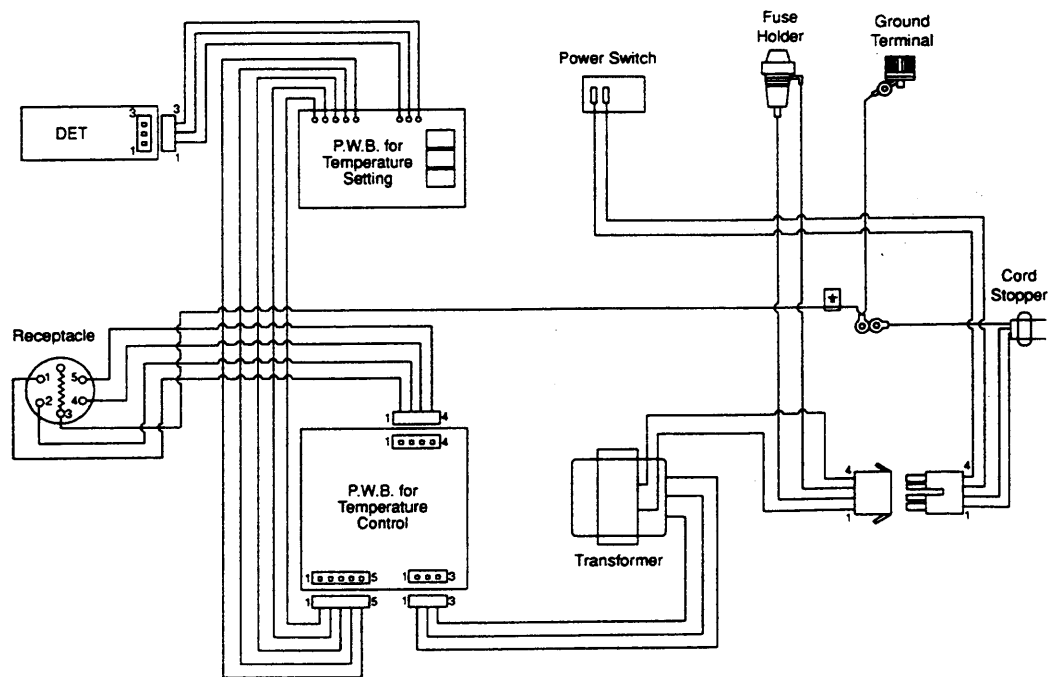 Fuse
Holder
Ground
Terminal
Power Switch
3
3
DET
1
1
P.W.B. for
Temperature
Setting
Cord
Stopper
Receptacle
1
5
2
4
3
1
4
1
4
P.W.B. for
Temperature
Control
4
4
1
1
Transformer
1
5
1
3
1
5
1
3